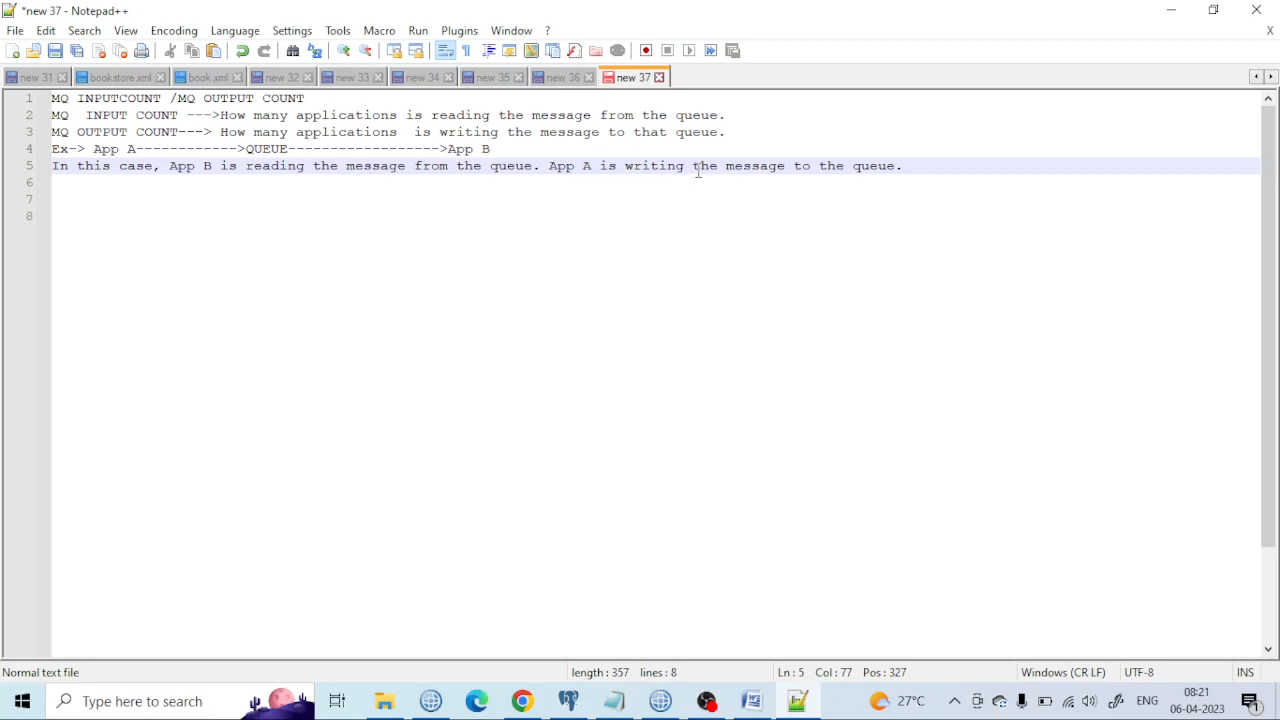 *new 37 - Notepad++
File Edit Search View Encoding Language Settings Tools Macro Run Plugins Window ? X
new 31 bookstore.xml book.xml new 32 new 33 new 34 new 35 new 36 new 37
1 MQ INPUTCOUNT /MQ OUTPUT COUNT
2 MQ  INPUT COUNT --->How many applications is reading the message from the queue.
3 MQ OUTPUT COUNT---> How many applications  is writing the message to that queue.
4 Ex-> App A------------>QUEUE------------------>App B
5 In this case, App B is reading the message from the queue. App A is writing the message to the queue.
6
7
8
Normal text file length : 357 lines : 8 Ln : 5 Col : 77 Pos : 327 Windows (CR LF) UTF-8 INS
Type here to search 27°C ENG 08:21
06-04-2023 1